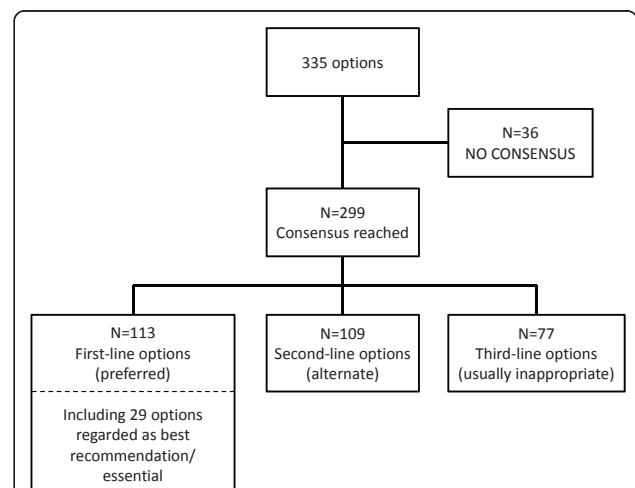 335 options
N=36
NO CONSENSUS
N=299
Consensus reached
N=113
First-line options
(preferred)
Including 29 options
regarded as best
recommendation/
essential
N=109
Second-line options
(alternate)
N=77
Third-line options
(usually inappropriate)